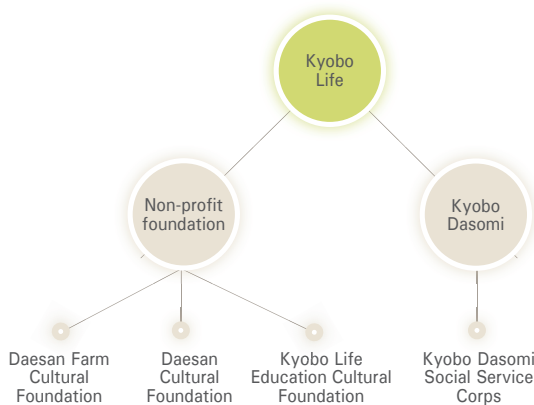 Kyobo
Life
Non-profit
foundation
Kyobo
Dasomi
Daesan Farm
Cultural
Foundation
Daesan
Cultural
Foundation
Kyobo Life
Education Cultural
Foundation
Kyobo Dasomi
Social Service
Corps